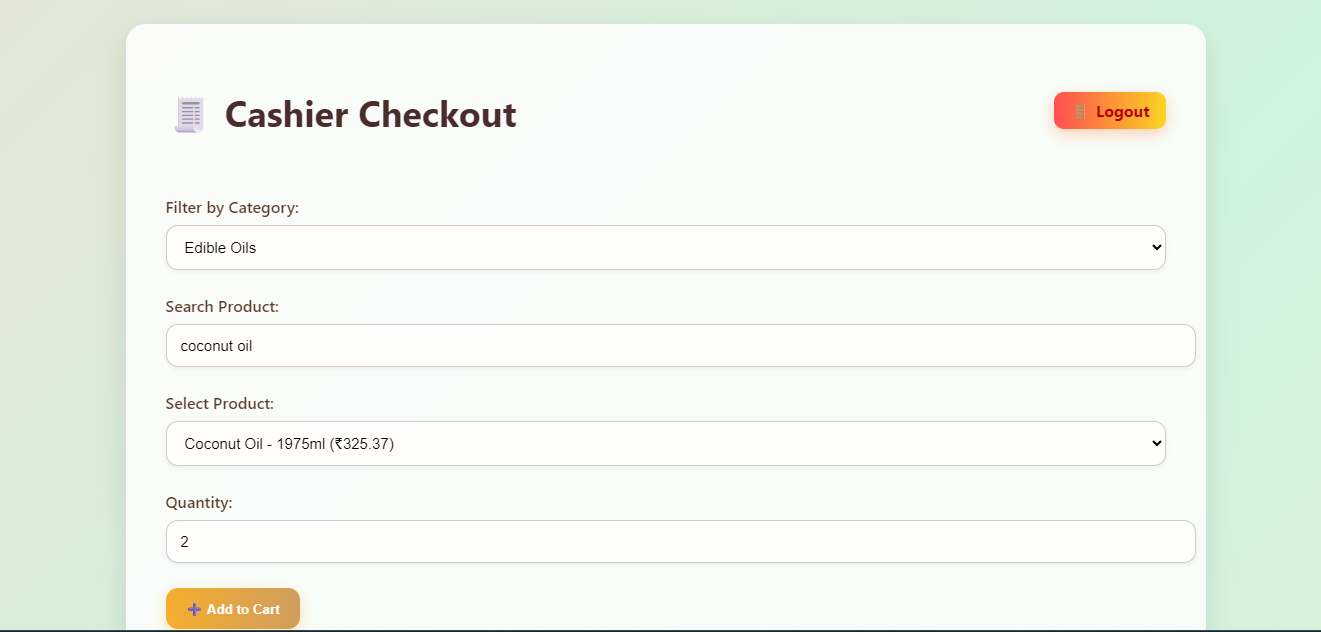 Cashier Checkout
Logout
Filter by Category:
Edible Oils
Search Product:
coconut oil
Select Product:
Coconut Oil - 1975ml (₹325.37)
Quantity:
2
Add to Cart